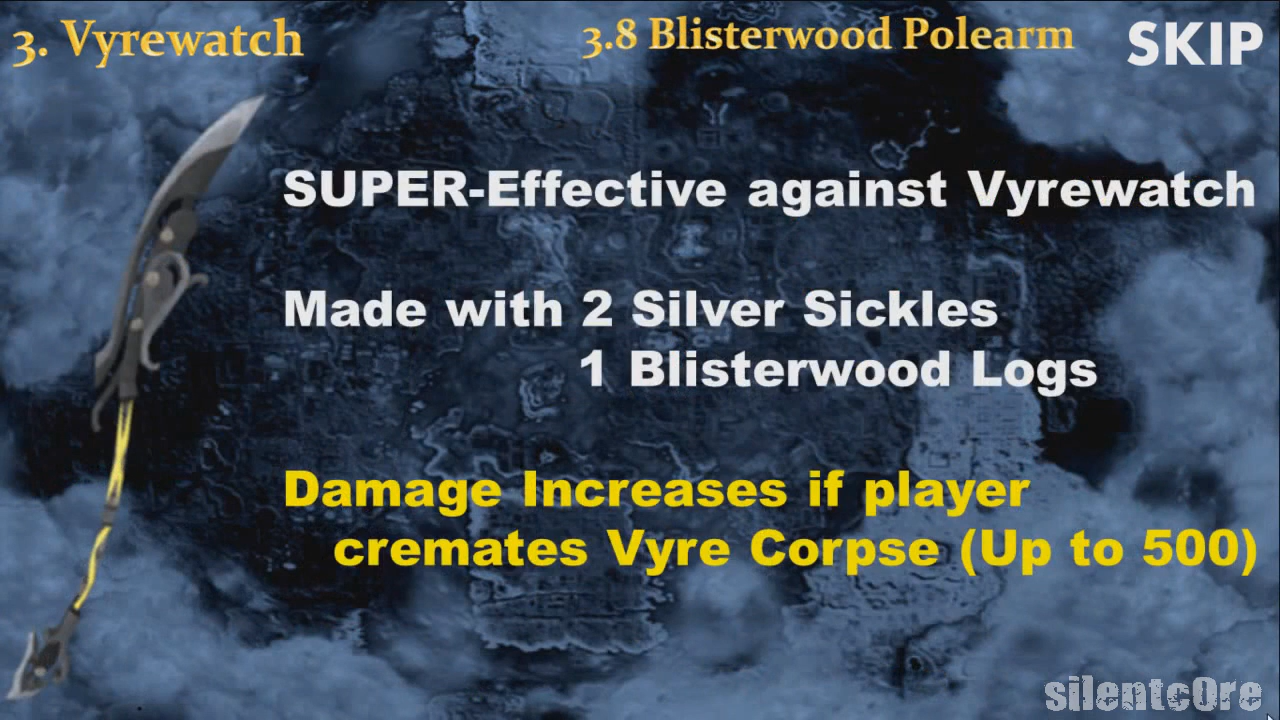 3. Vyrewatch
3.8 Blisterwood Polearm
SKIP
SUPER-Effective against Vyrewatch
Made with 2 Silver Sickles
1 Blisterwood Logs
Damage Increases if player
cremates Vyre Corpse (Up to 500)
silentc0re